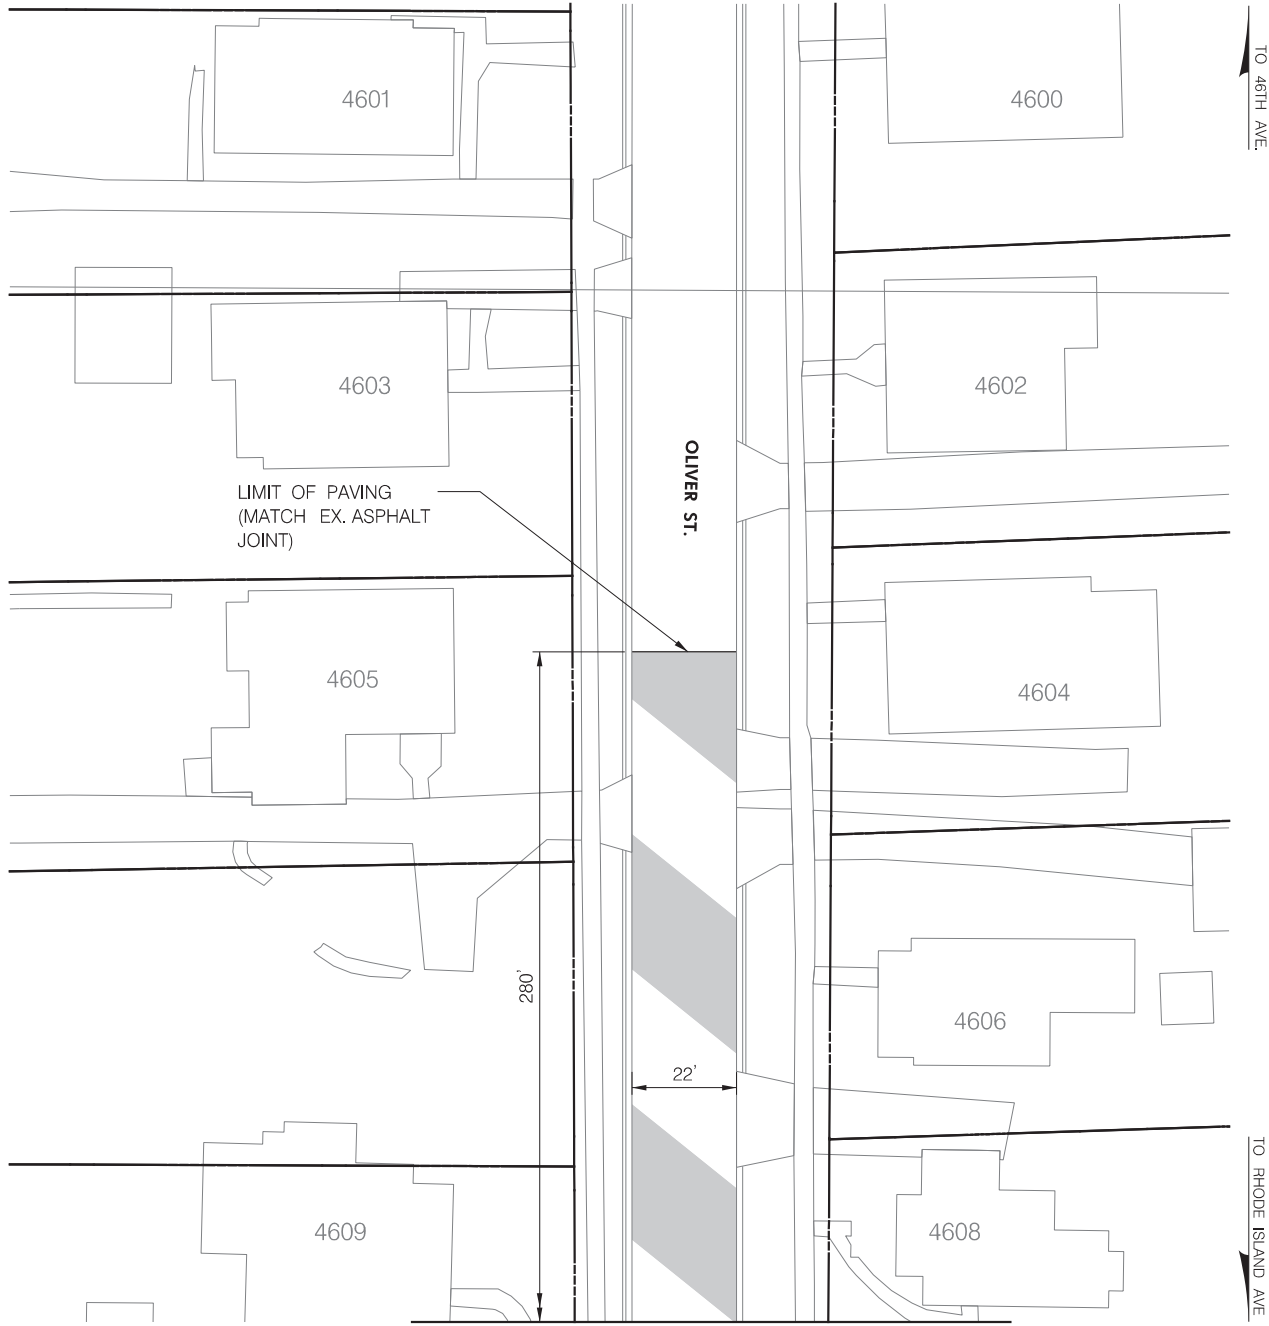 TO 46TH AVE.
4601
4600
4603
4602
OLIVER ST.
LIMIT OF PAVING
(MATCH EX. ASPHALT
JOINT)
4605
4604
280'
4606
22'
TO RHODE ISLAND AVE
4609
4608